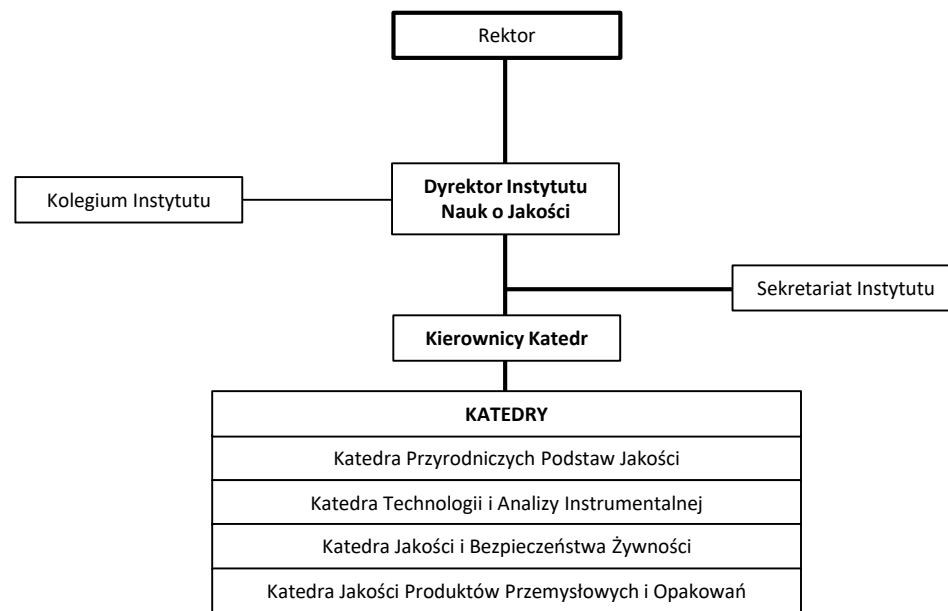 Rektor
Kolegium Instytutu
Dyrektor Instytutu
Nauk o Jakości
Sekretariat Instytutu
Kierownicy Katedr
KATEDRY
Katedra Przyrodniczych Podstaw Jakości
Katedra Technologii i Analizy Instrumentalnej
Katedra Jakości i Bezpieczeństwa Żywności
Katedra Jakości Produktów Przemysłowych i Opakowań